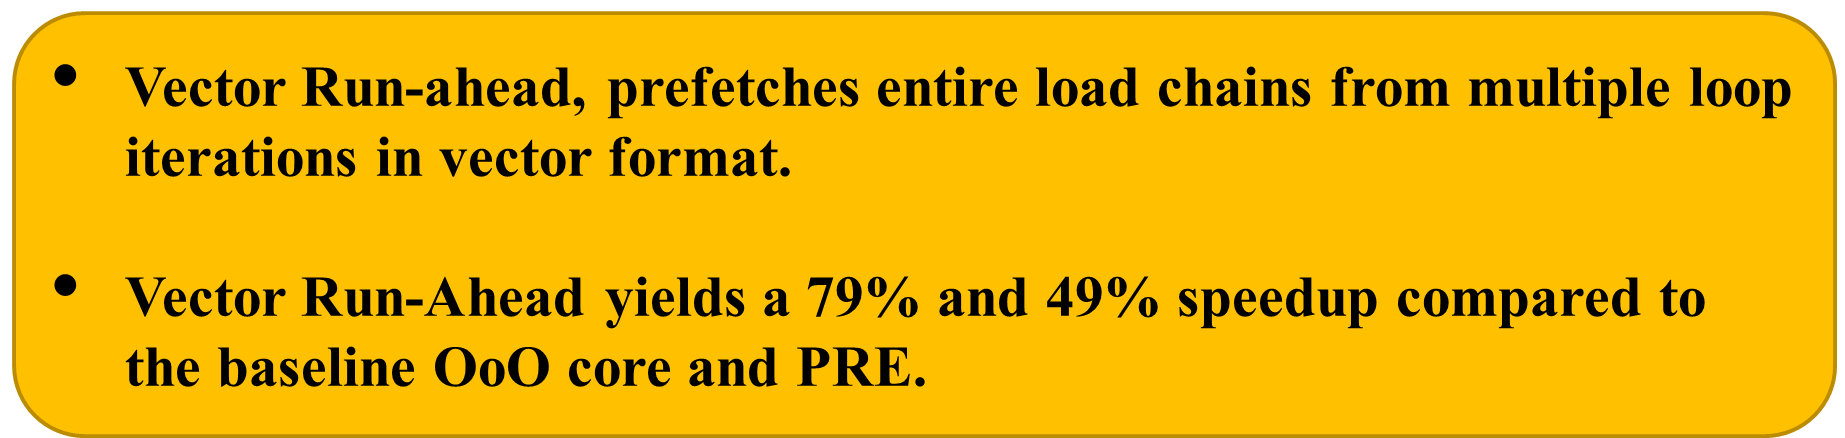 • Vector Run-ahead, prefetches entire load chains from multiple loop
iterations in vector format.
• Vector Run-Ahead yields a 79% and 49% speedup compared to
the baseline OoO core and PRE.